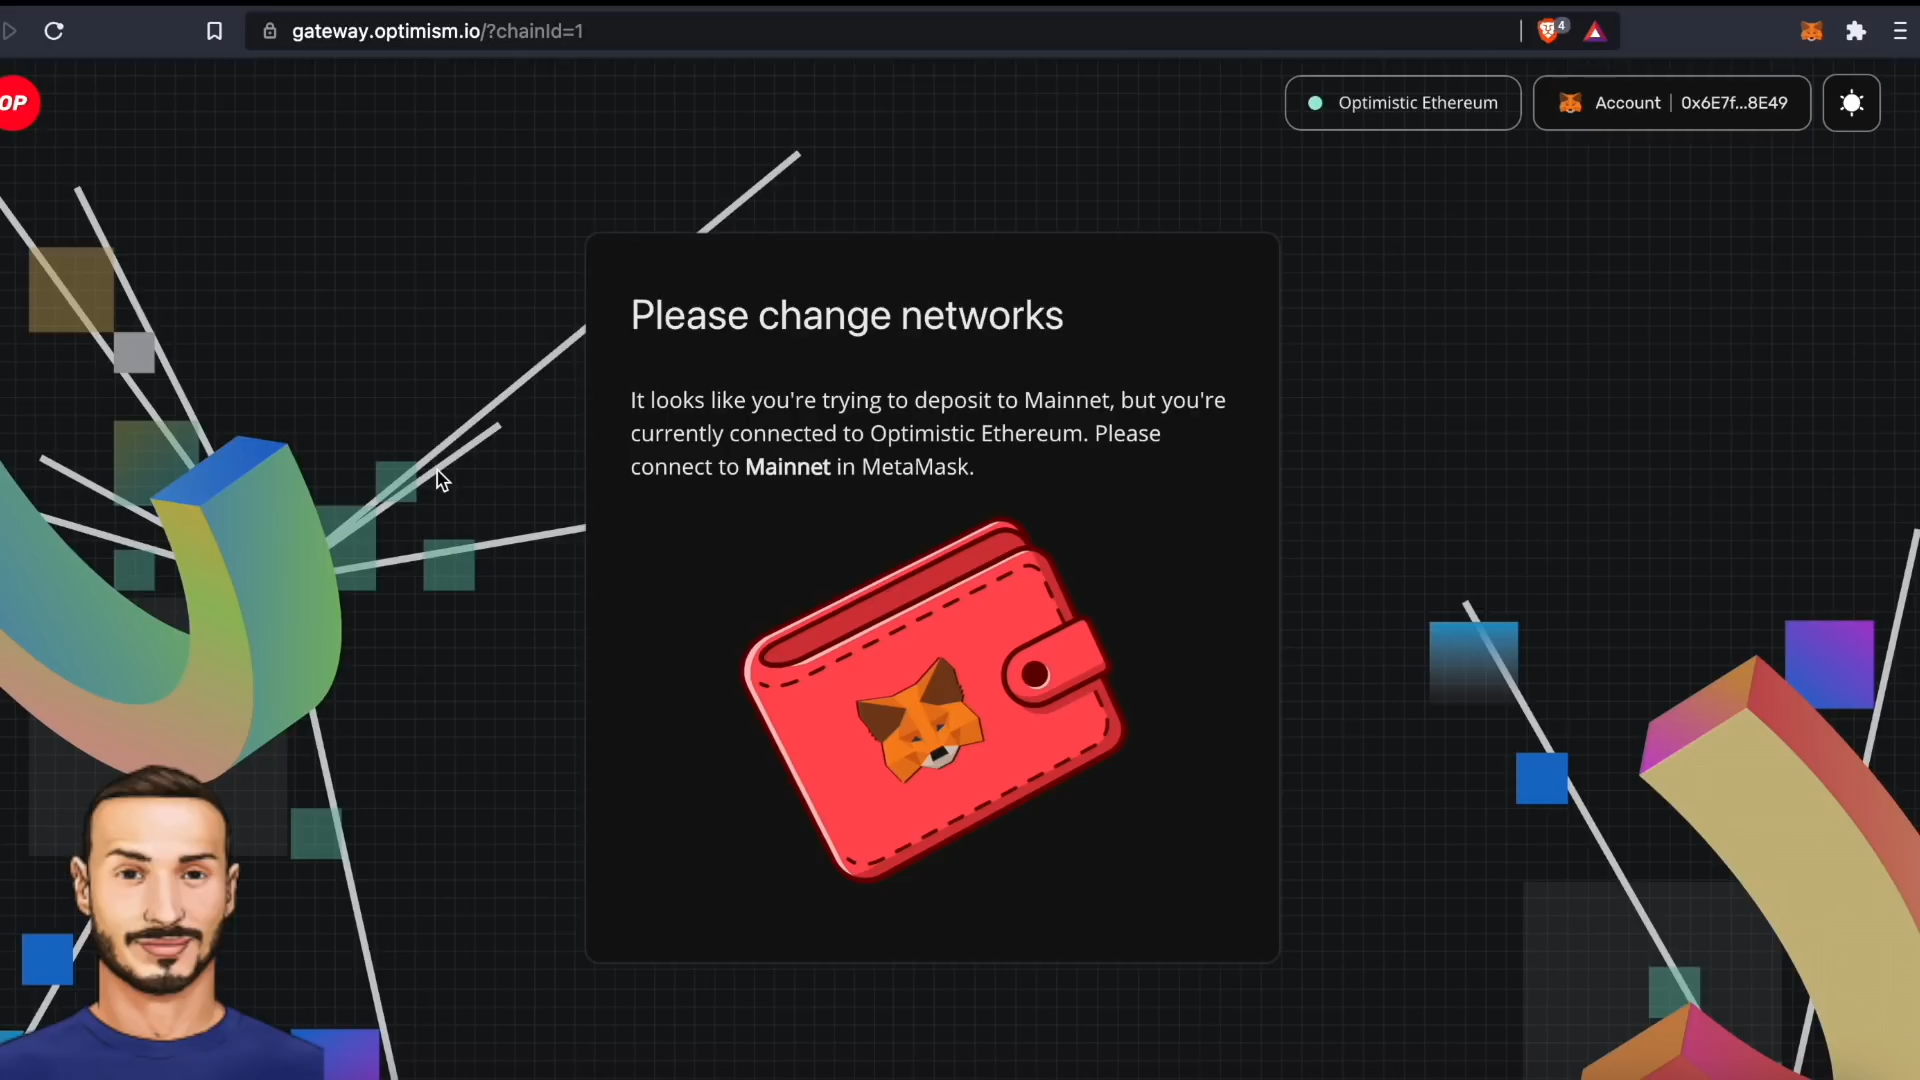 gateway.optimism.io/?chainId=1
4
OP
Optimistic Ethereum
Account | 0x6E7f...8E49
Please change networks
It looks like you're trying to deposit to Mainnet, but you're
currently connected to Optimistic Ethereum. Please
connect to Mainnet in MetaMask.